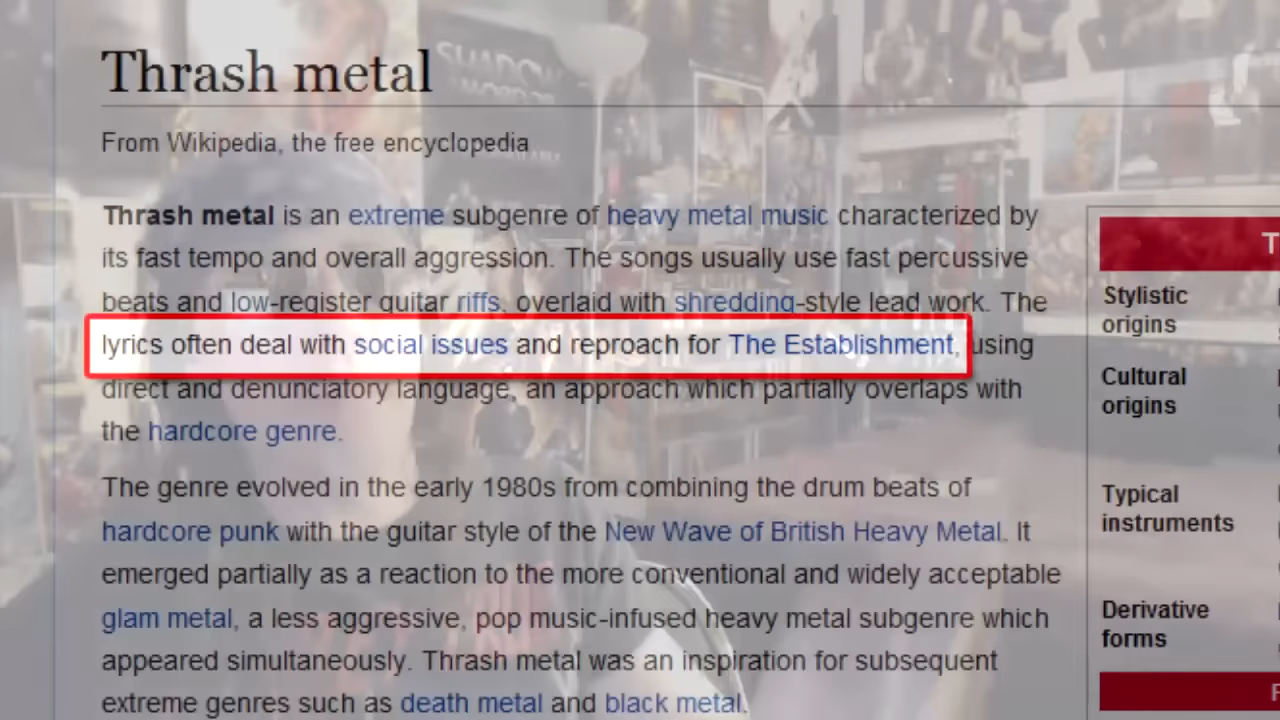 Thrash metal
From Wikipedia, the free encyclopedia
Thrash metal is an extreme subgenre of heavy metal music characterized by
its fast tempo and overall aggression. The songs usually use fast percussive
beats and low-register guitar riffs, overlaid with shredding-style lead work. The
lyrics often deal with social issues and reproach for The Establishment, using
direct and denunciatory language, an approach which partially overlaps with
the hardcore genre.
The genre evolved in the early 1980s from combining the drum beats of
hardcore punk with the guitar style of the New Wave of British Heavy Metal. It
emerged partially as a reaction to the more conventional and widely acceptable
glam metal, a less aggressive, pop music-infused heavy metal subgenre which
appeared simultaneously. Thrash metal was an inspiration for subsequent
extreme genres such as death metal and black metal.
Stylistic
origins
Cultural
origins
Typical
instruments
Derivative
forms
SHADOW